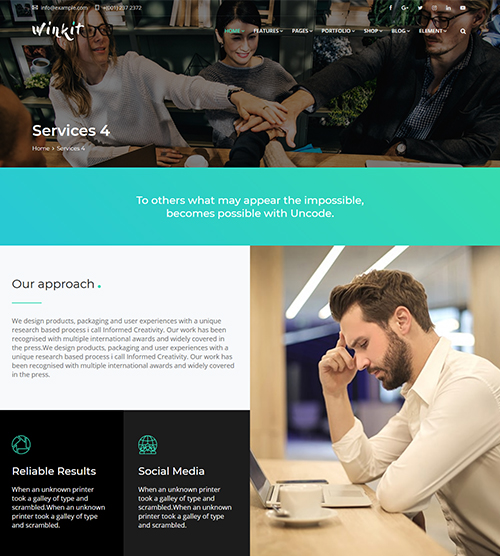 info@example.com +(001) 237 2372
Winkit
HOME FEATURES PAGES PORTFOLIO SHOP BLOG ELEMENT
Services 4
Home > Services 4
To others what may appear the impossible,
becomes possible with Uncode.
Our approach.
We design products, packaging and user experiences with a unique
research based process i call Informed Creativity. Our work has been
recognised with multiple international awards and widely covered in
the press.We design products, packaging and user experiences with a
unique research based process i call Informed Creativity. Our work has
been recognised with multiple international awards and widely covered
in the press.
Reliable Results
When an unknown printer
took a galley of type and
scrambled.When an unknown
printer took a galley of type
and scrambled.
Social Media
When an unknown printer
took a galley of type and
scrambled.When an unknown
printer took a galley of type
and scrambled.